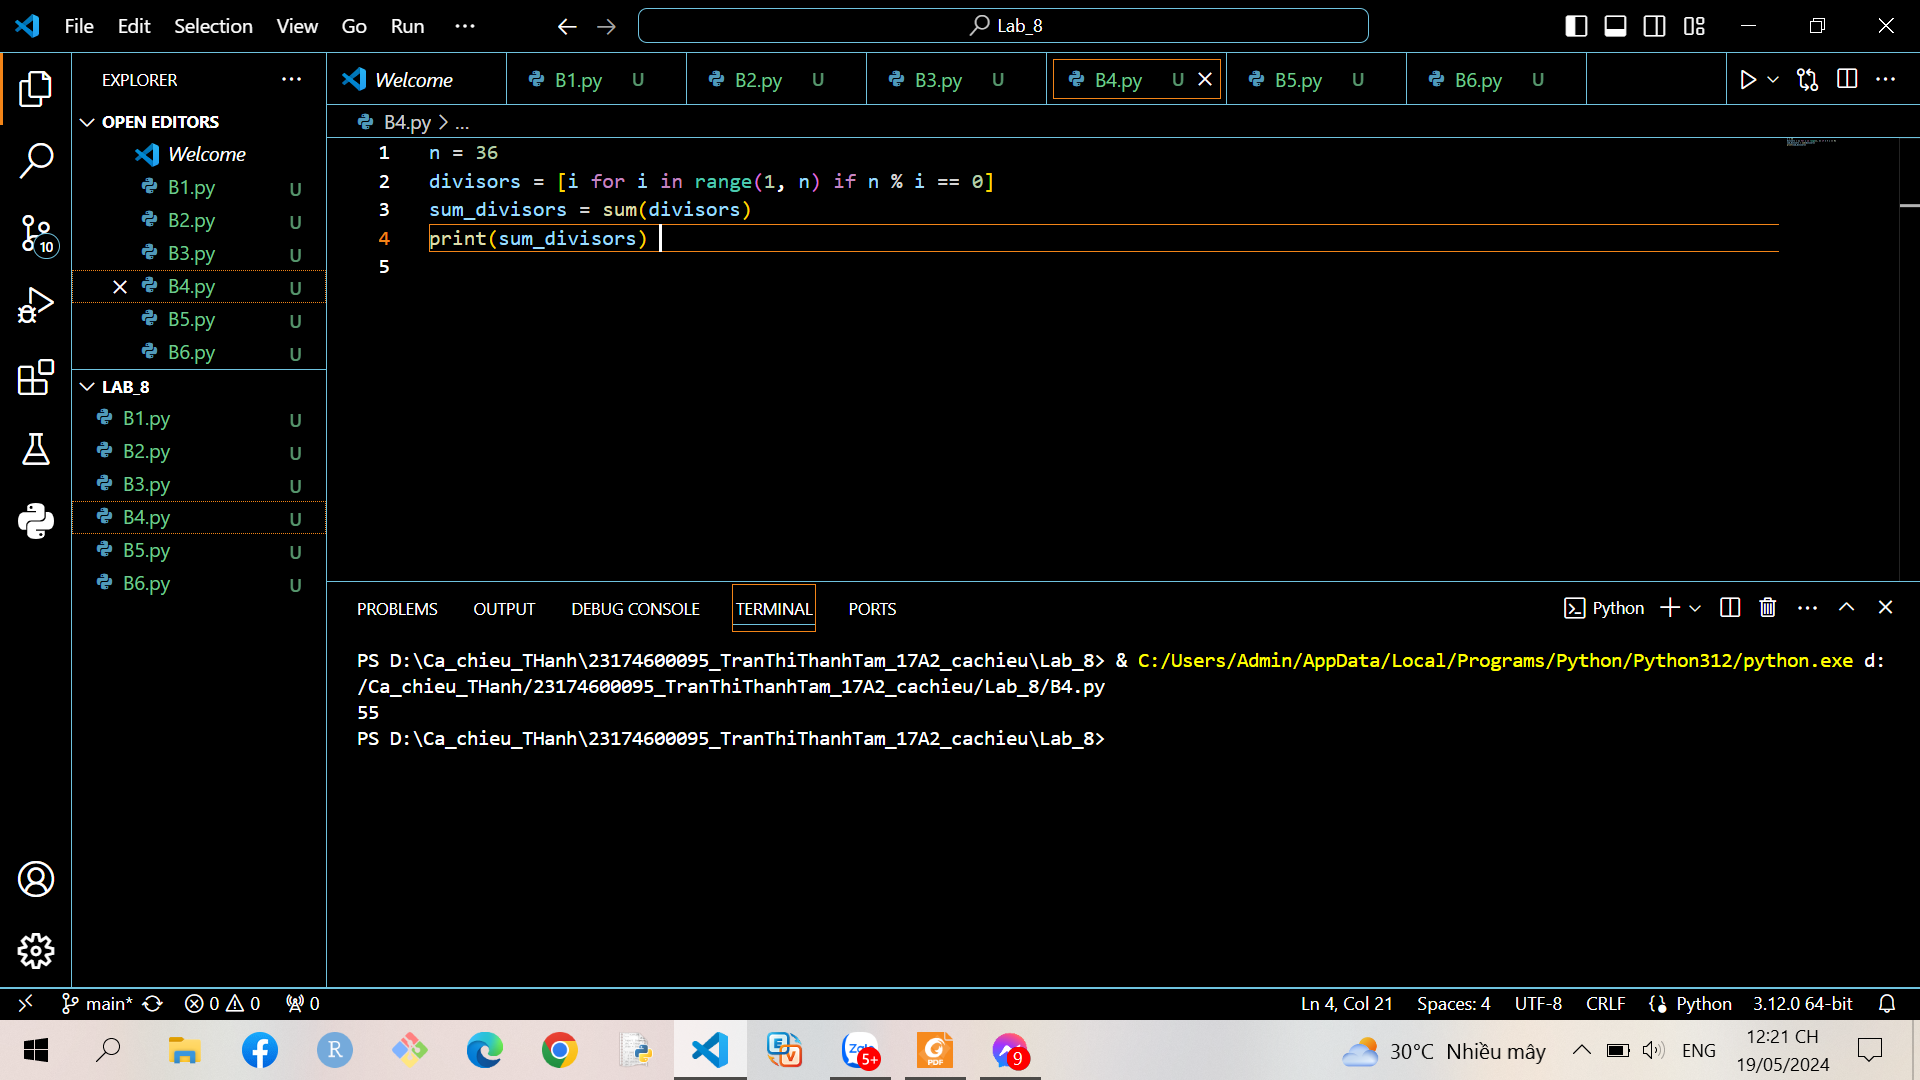 File Edit Selection View Go Run ...
Lab_8
EXPLORER ...
Welcome B1.py U B2.py U B3.py U B4.py U B5.py U B6.py U
B4.py > ...
OPEN EDITORS
Welcome
B1.py U
B2.py U
B3.py U
B4.py U
B5.py U
B6.py U
LAB_8
B1.py U
B2.py U
B3.py U
B4.py U
B5.py U
B6.py U
10
1 n = 36
2 divisors = [i for i in range(1, n) if n % i == 0]
3 sum_divisors = sum(divisors)
4 print(sum_divisors)
5
PROBLEMS OUTPUT DEBUG CONSOLE TERMINAL PORTS
Python
PS D:\Ca_chieu_THanh\23174600095_TranThiThanhTam_17A2_cachieu\Lab_8> & C:/Users/Admin/AppData/Local/Programs/Python/Python312/python.exe d:
/Ca_chieu_THanh/23174600095_TranThiThanhTam_17A2_cachieu/Lab_8/B4.py
55
PS D:\Ca_chieu_THanh\23174600095_TranThiThanhTam_17A2_cachieu\Lab_8>
main* 0 0 0
Ln 4, Col 21 Spaces: 4 UTF-8 CRLF Python 3.12.0 64-bit
R
E V
Zalo 5+
PDF
9
30°C Nhiều mây
ENG
12:21 CH
19/05/2024